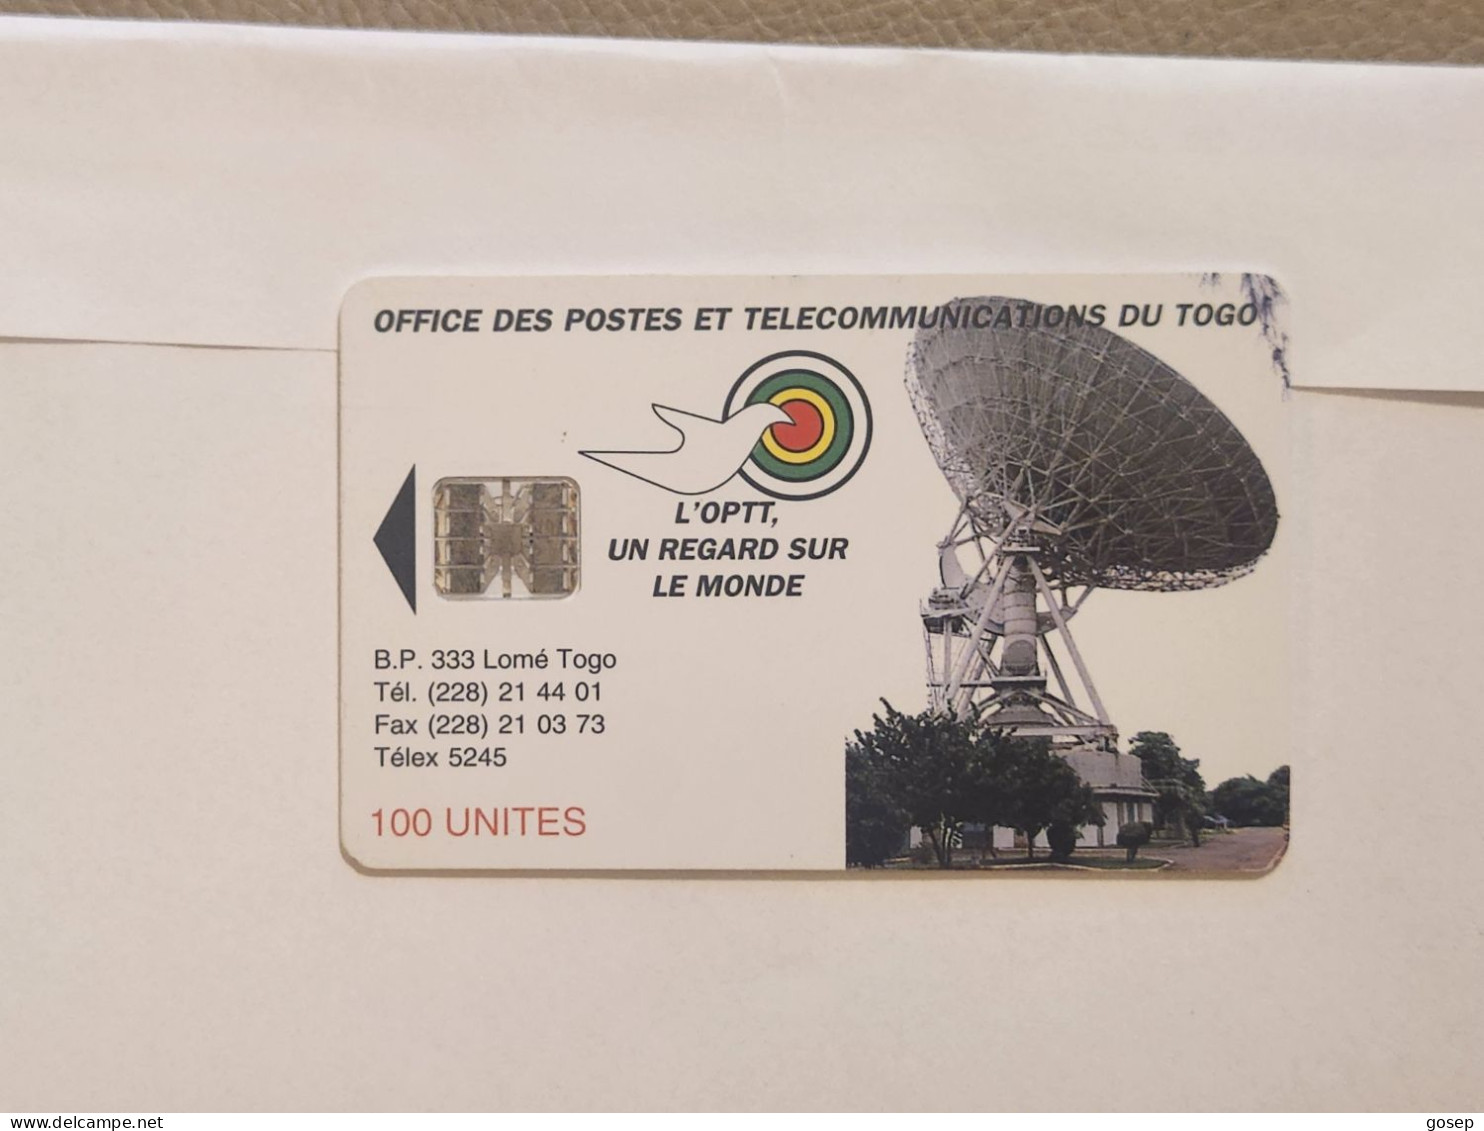 OFFICE DES POSTES ET TELECOMMUNICATIONS DU TOGO
L'OPTT,
UN REGARD SUR
LE MONDE
B.P. 333 Lomé Togo
Tél. (228) 21 44 01
Fax (228) 21 03 73
Télex 5245
100 UNITES
delcampe.net
gosep